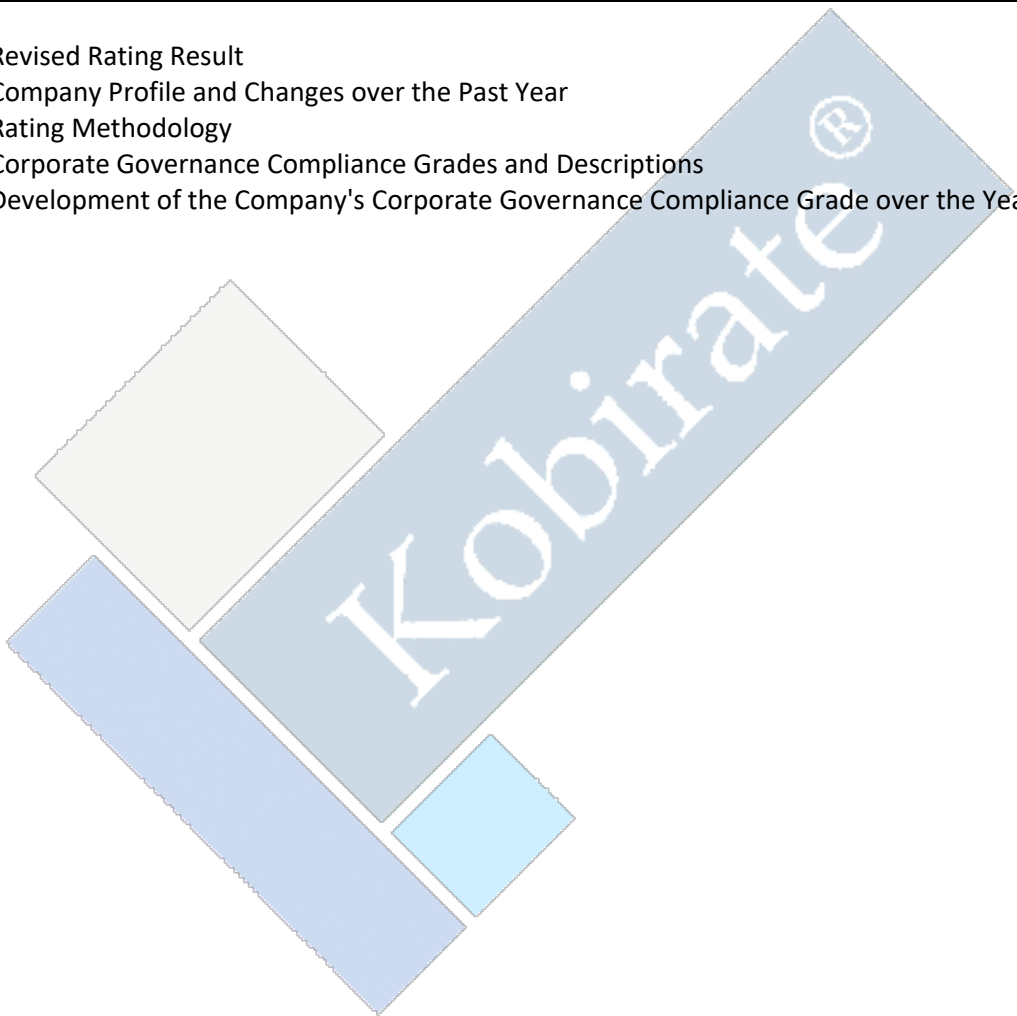 Revised Rating Result
Company Profile and Changes over the Past Year
Rating Methodology
Corporate Governance Compliance Grades and Descriptions
Development of the Company's Corporate Governance Compliance Grade over the
Kobirate ®